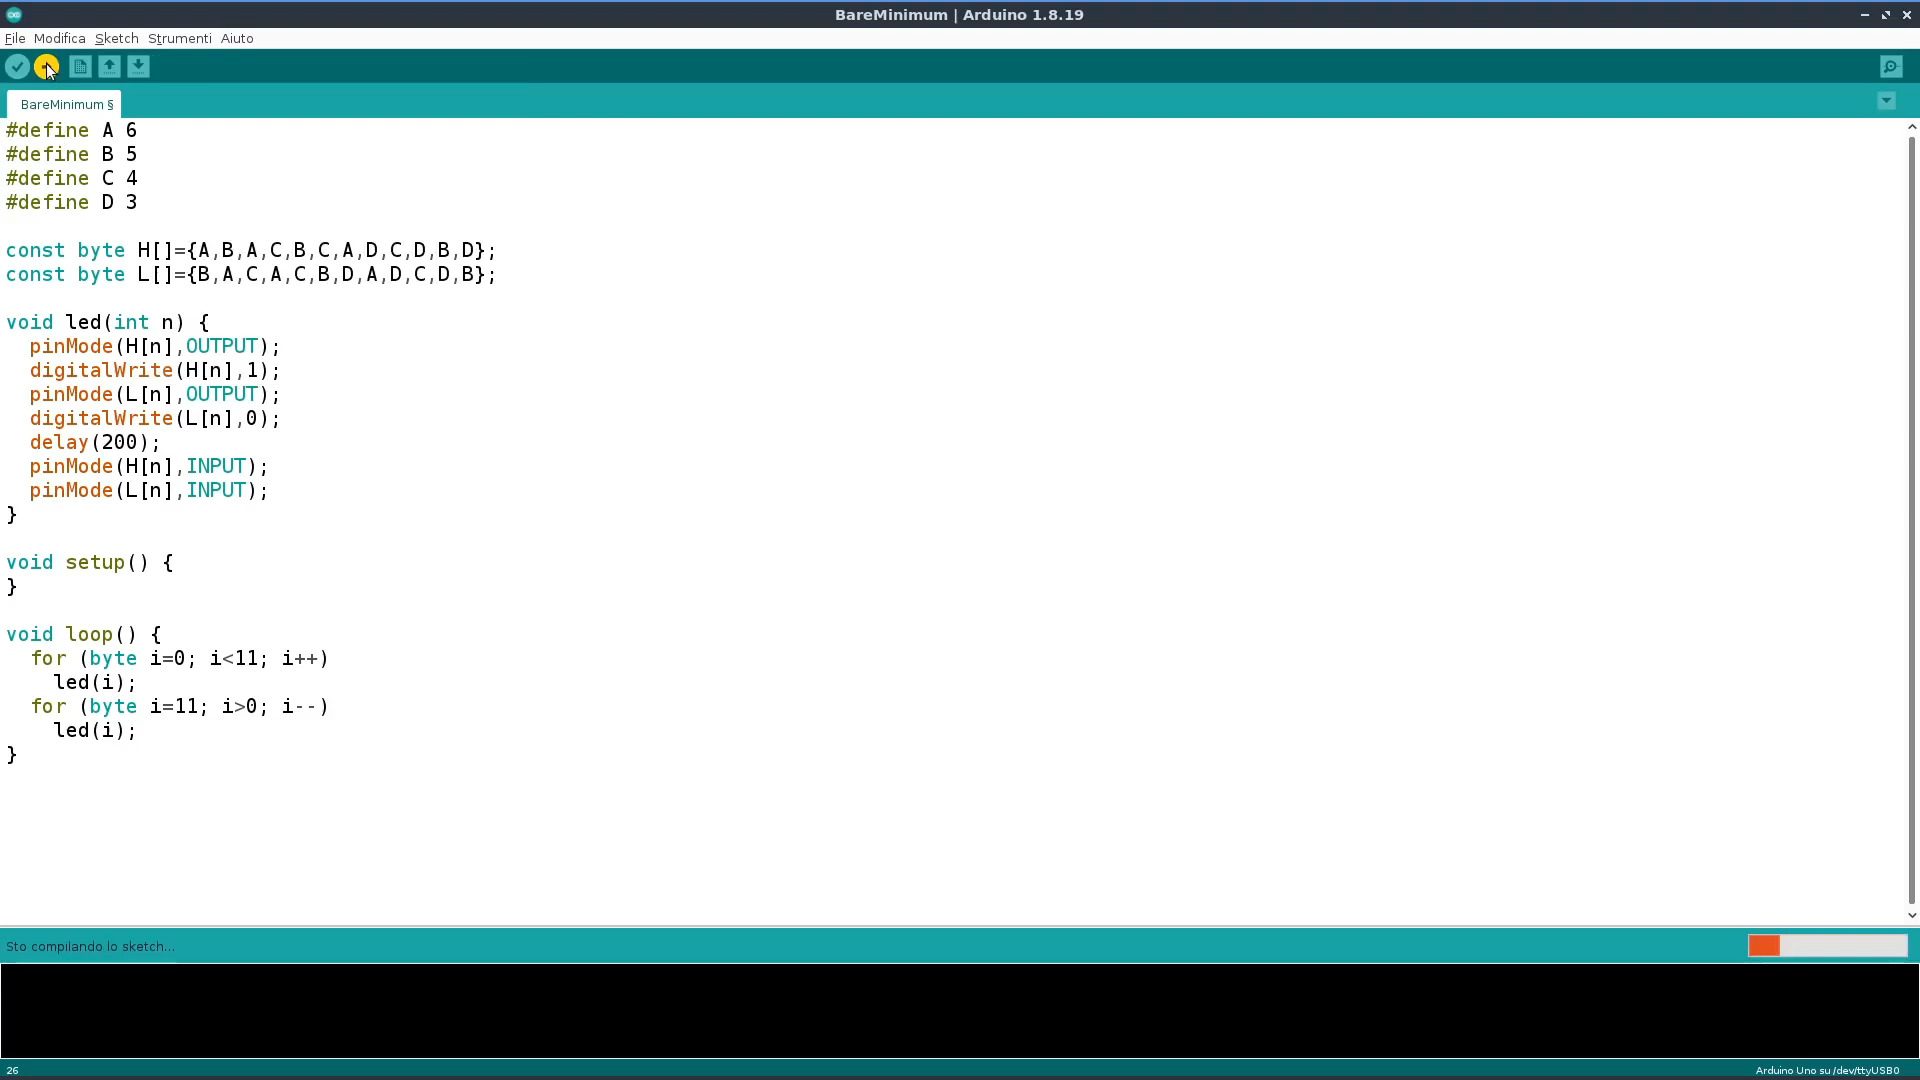 BareMinimum | Arduino 1.8.19
File Modifica Sketch Strumenti Aiuto
BareMinimum §
#define A 6
#define B 5
#define C 4
#define D 3
const byte H[]={A,B,A,C,B,C,A,D,C,D,B,D};
const byte L[]={B,A,C,A,C,B,D,A,D,C,D,B};
void led(int n) {
  pinMode(H[n],OUTPUT);
  digitalWrite(H[n],1);
  pinMode(L[n],OUTPUT);
  digitalWrite(L[n],0);
  delay(200);
  pinMode(H[n],INPUT);
  pinMode(L[n],INPUT);
}
void setup() {
}
void loop() {
  for (byte i=0; i<11; i++)
    led(i);
  for (byte i=11; i>0; i--)
    led(i);
}
Sto compilando lo sketch...
26
Arduino Uno su /dev/ttyUSB0